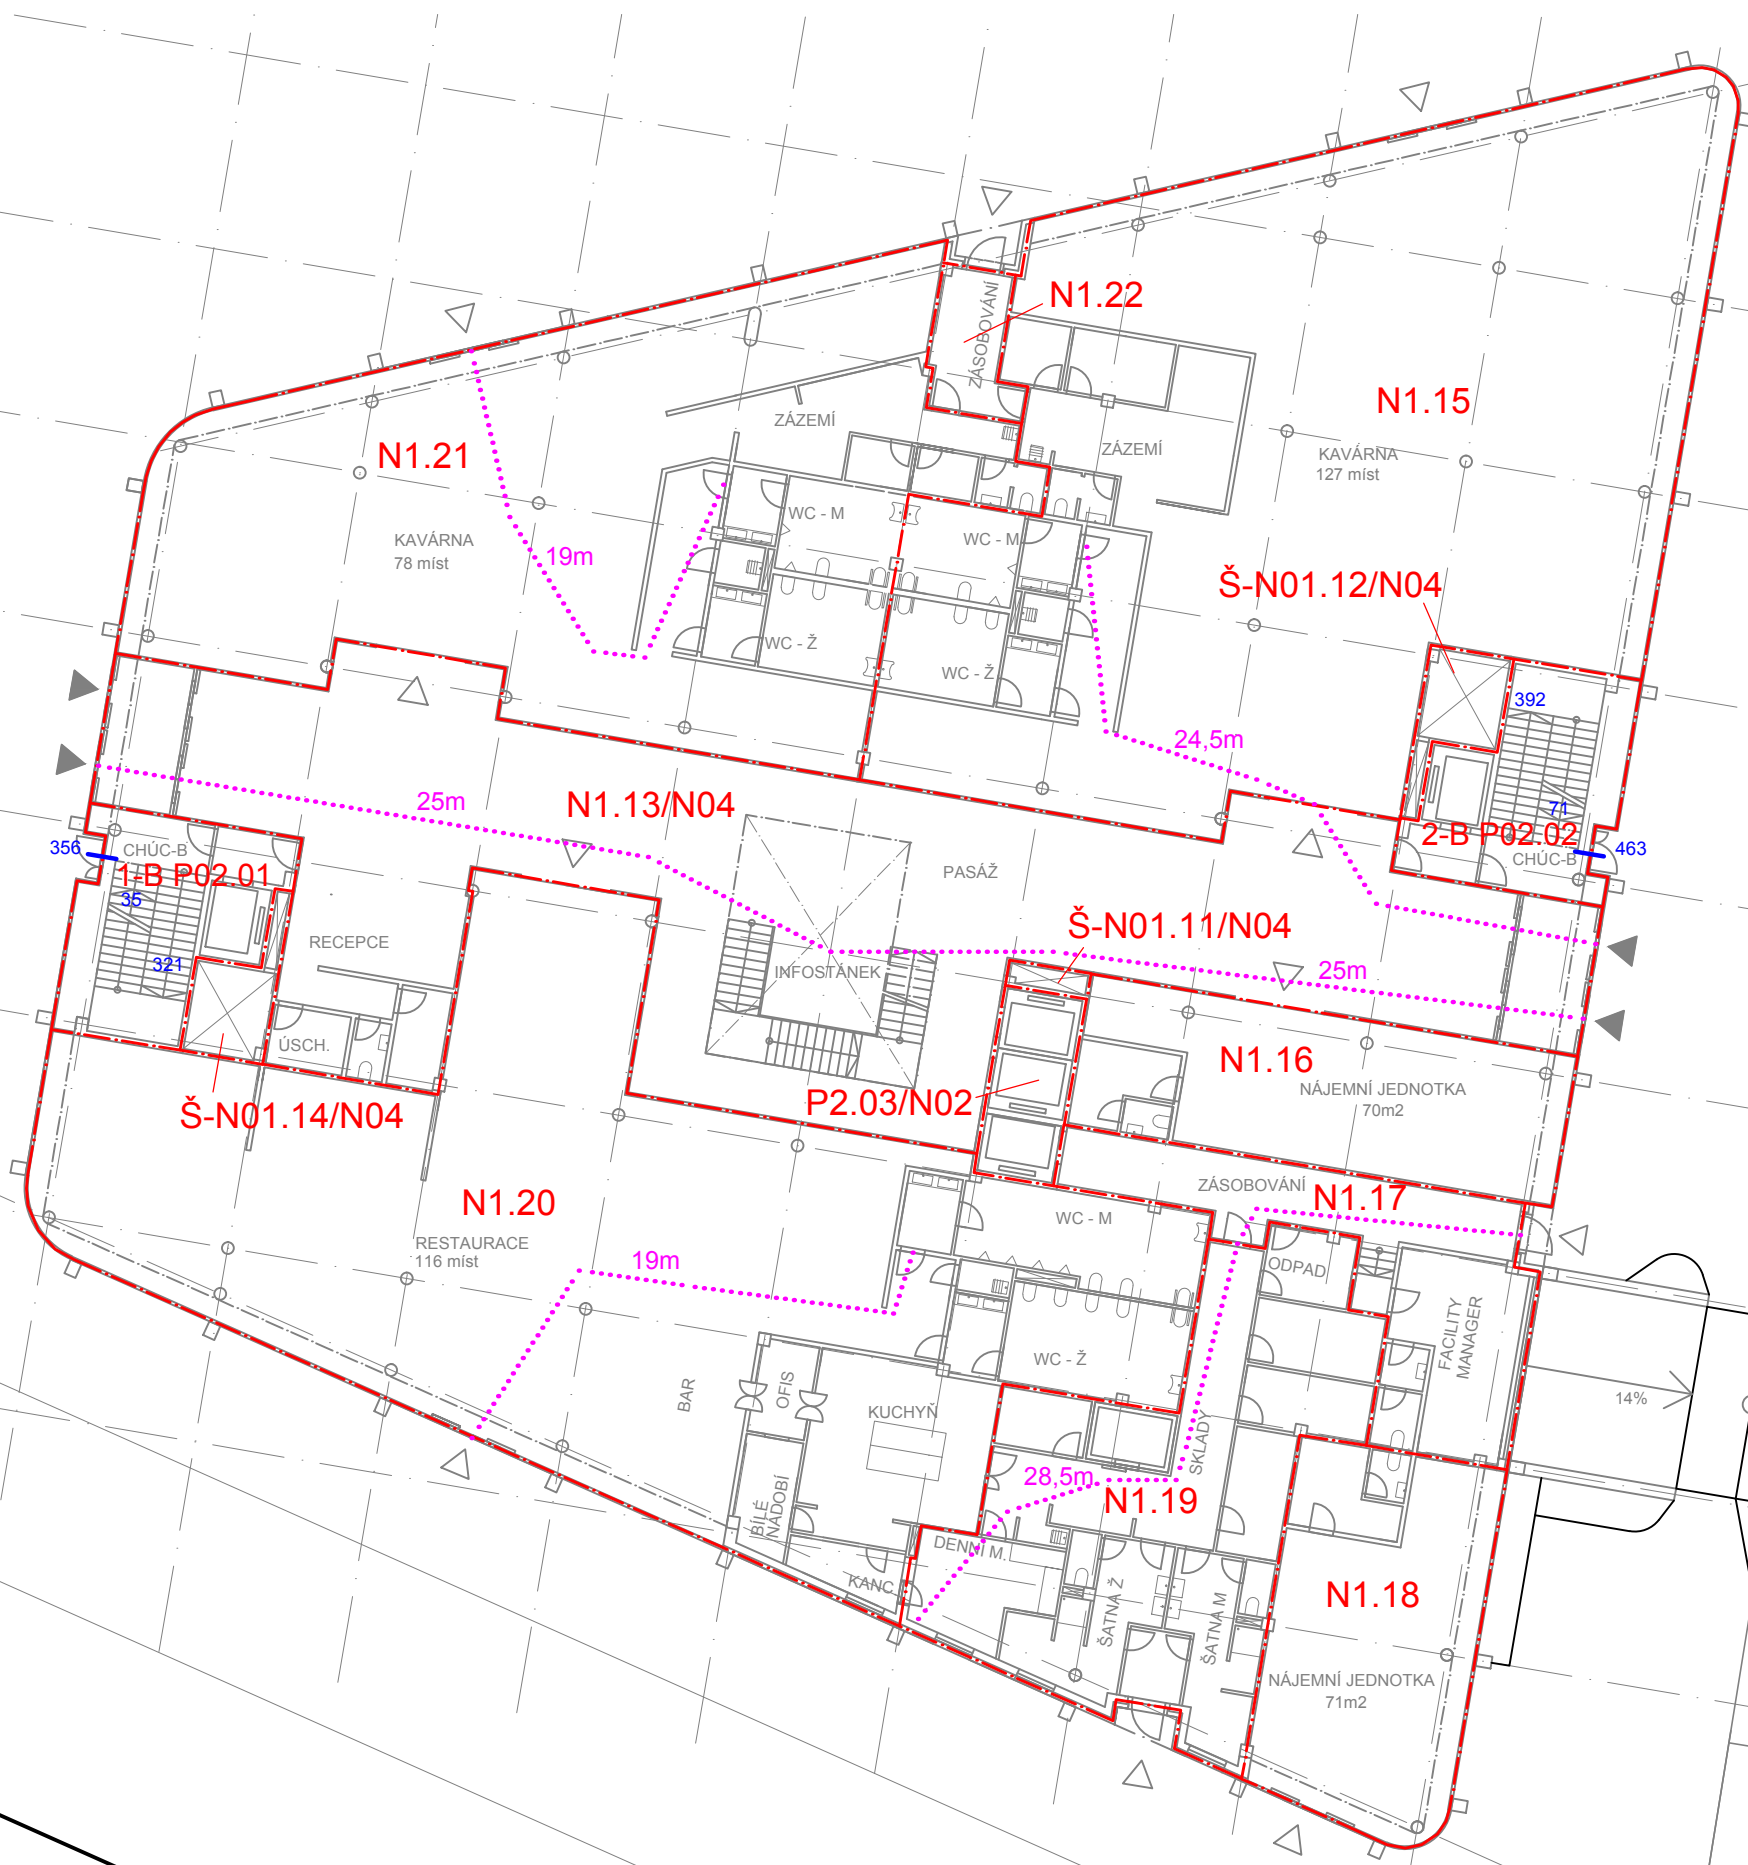 N1.22
ZÁSOBOVÁNÍ
N1.15
KAVÁRNA
127 míst
ZÁZEMÍ
ZÁZEMÍ
N1.21
KAVÁRNA
78 míst
19m
WC - M
WC - M
WC - Ž
WC - Ž
Š-N01.12/N04
392
24,5m
71
2-B P02.02
CHÚC-B
463
25m
N1.13/N04
356
CHÚC-B
1-B P02.01
35
321
PASÁŽ
RECEPCE
Š-N01.11/N04
INFOSTÁNEK
25m
ÚSCH.
N1.16
NÁJEMNÍ JEDNOTKA
70m2
Š-N01.14/N04
P2.03/N02
ZÁSOBOVÁNÍ
N1.17
N1.20
RESTAURACE
116 míst
19m
WC - M
ODPAD
FACILITY
MANAGER
WC - Ž
14%
BAR
OFIS
KUCHYŇ
SKLADY
28,5m
N1.19
BÍLÉ
NÁDOBÍ
DENNÍ M.
KANC.
ŠATNA Ž
ŠATNA M
N1.18
NÁJEMNÍ JEDNOTKA
71m2